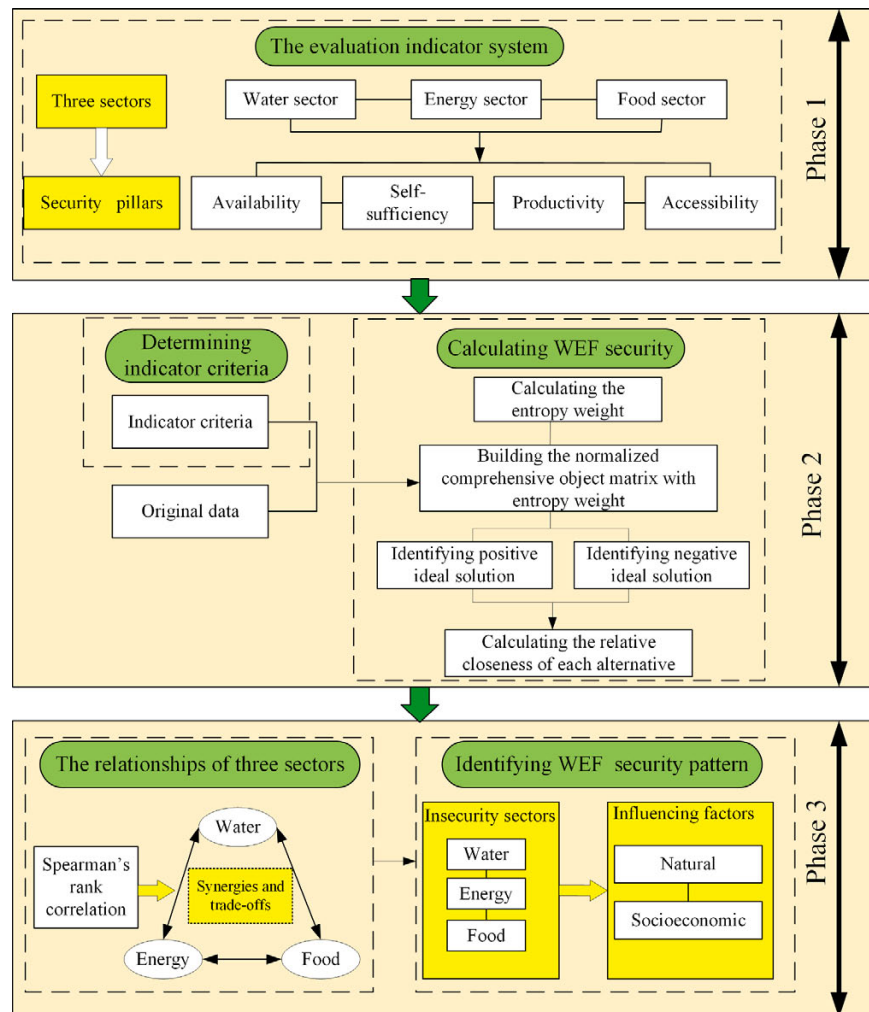 The evaluation indicator system
Three sectors
Water sector
Energy sector
Food sector
Security pillars
Availability
Self-
sufficiency
Productivity
Accessibility
Phase 1
Determining
indicator criteria
Indicator criteria
Original data
Calculating WEF security
Calculating the
entropy weight
Building the normalized
comprehensive object matrix with
entropy weight
Identifying positive
ideal solution
Identifying negative
ideal solution
Calculating the relative
closeness of each alternative
Phase 2
The relationships of three sectors
Spearman's
rank
correlation
Water
Synergies and
trade-offs
Energy
Food
Identifying WEF security pattern
Insecurity sectors
Water
Energy
Food
Influencing factors
Natural
Socioeconomic
Phase 3